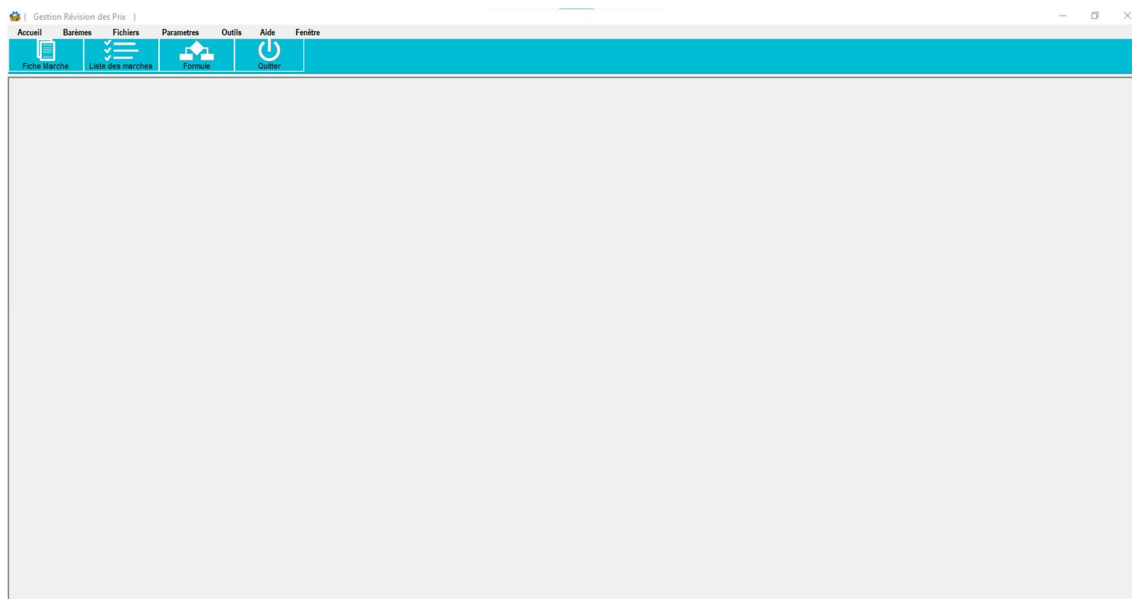 { Gestion Révision des Prix }
Accueil Barèmes Fichiers Parametres Outils Aide Fenêtre
Fiche Marche Liste des marches Formule Quitter